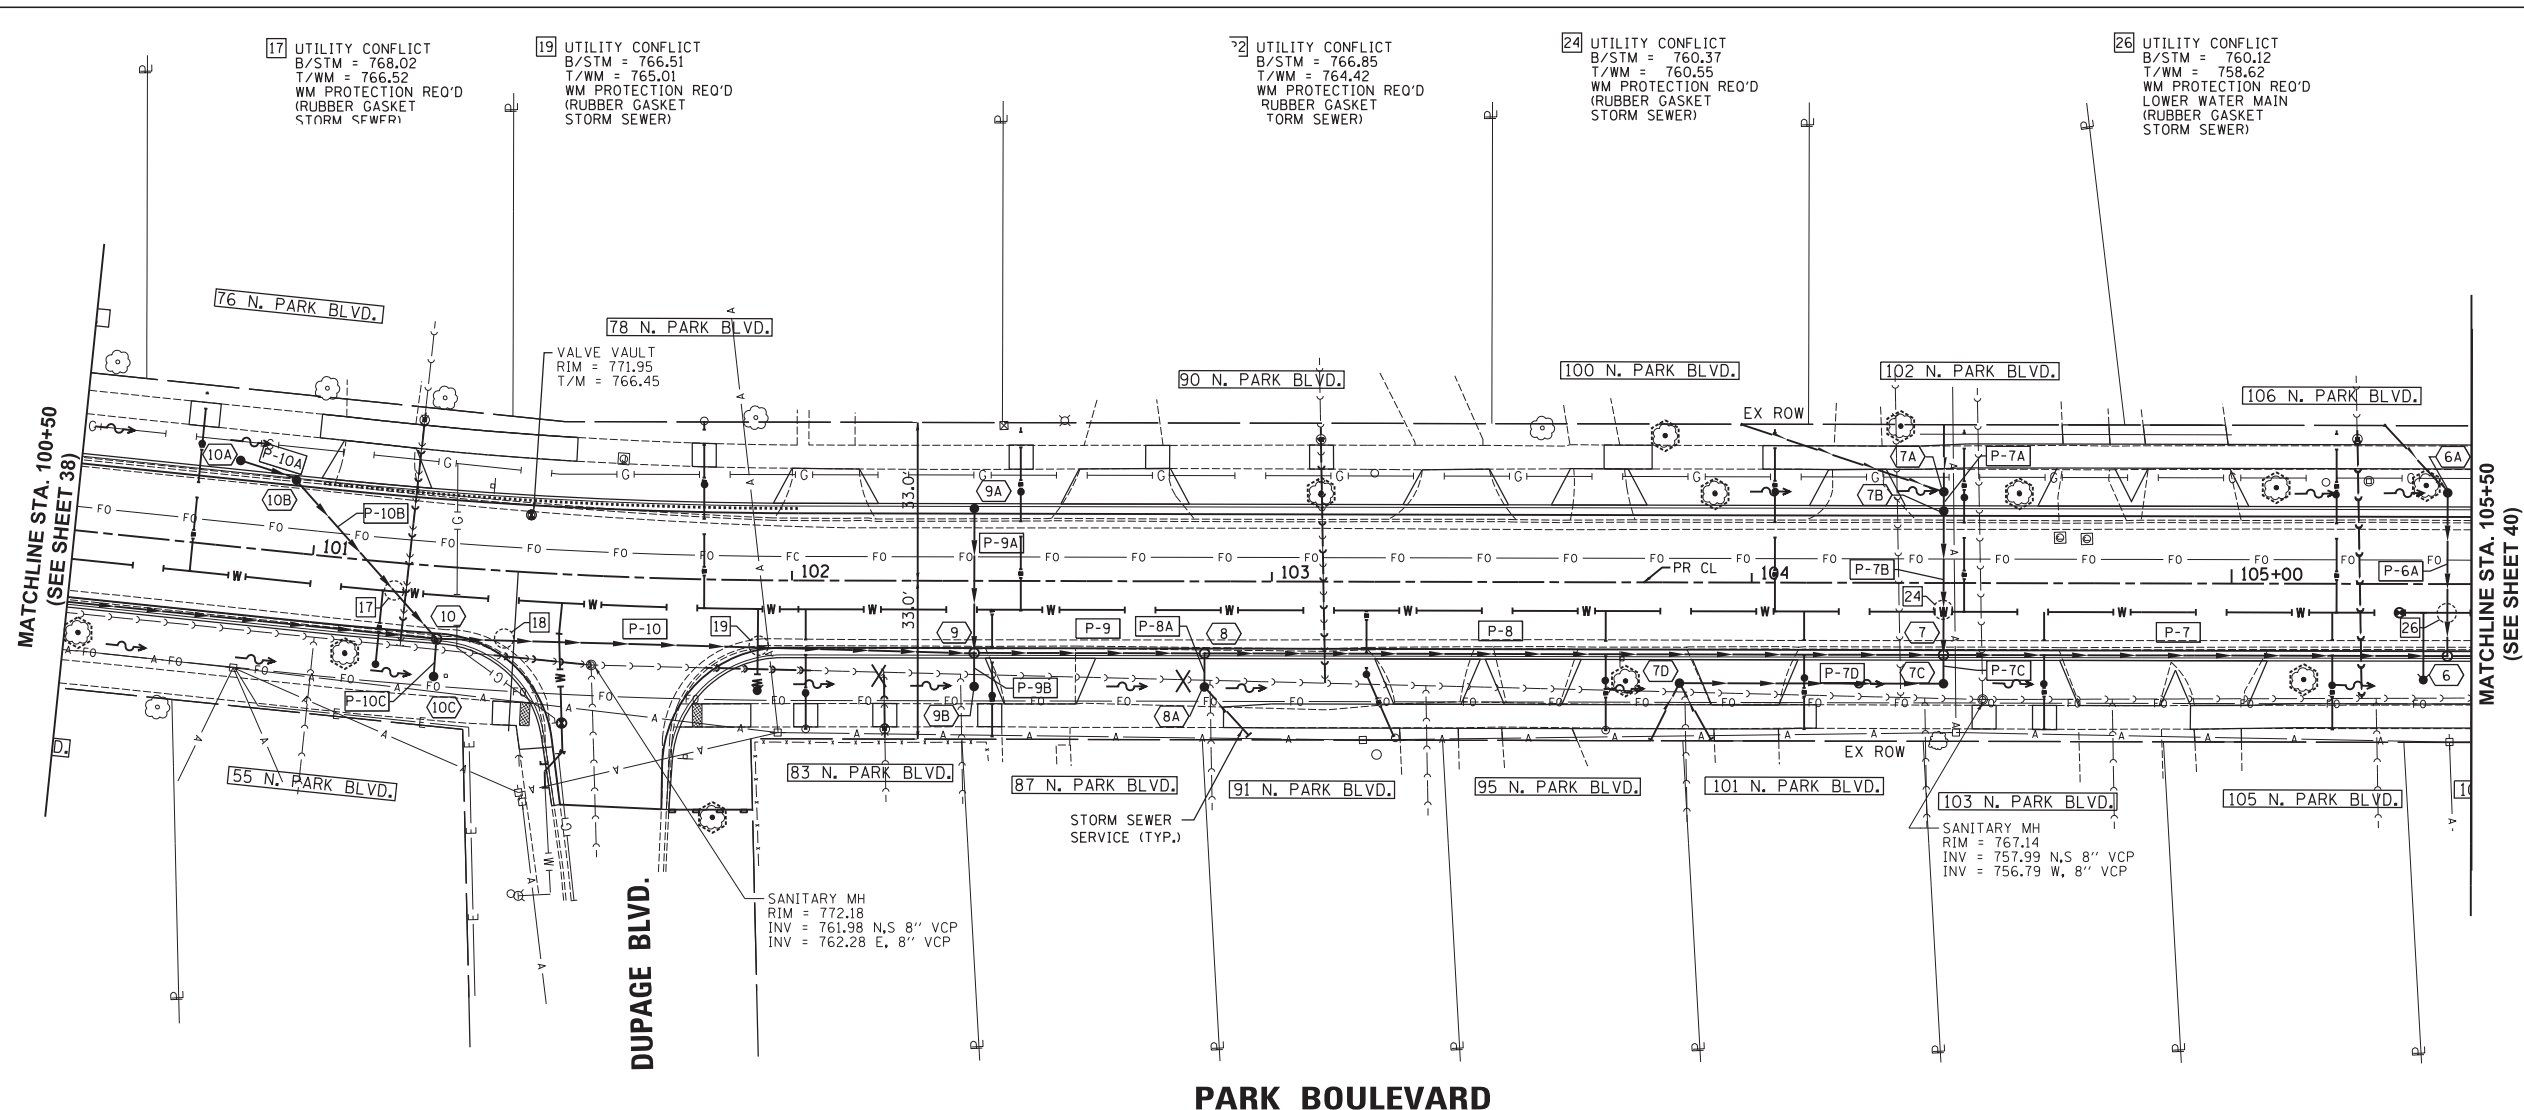 17 UTILITY CONFLICT
B/STM = 768.02
T/WM = 766.52
WM PROTECTION REQ'D
(RUBBER GASKET
STORM SEWER)
19 UTILITY CONFLICT
B/STM = 766.51
T/WM = 765.01
WM PROTECTION REQ'D
(RUBBER GASKET
STORM SEWER)
22 UTILITY CONFLICT
B/STM = 766.85
T/WM = 764.42
WM PROTECTION REQ'D
RUBBER GASKET
TORM SEWER)
24 UTILITY CONFLICT
B/STM = 760.37
T/WM = 760.55
WM PROTECTION REQ'D
(RUBBER GASKET
STORM SEWER)
26 UTILITY CONFLICT
B/STM = 760.12
T/WM = 758.62
WM PROTECTION REQ'D
LOWER WATER MAIN
(RUBBER GASKET
STORM SEWER)
MATCHLINE STA. 100+50
(SEE SHEET 38)
76 N. PARK BLVD.
78 N. PARK BLVD.
VALVE VAULT
RIM = 771.95
T/M = 766.45
90 N. PARK BLVD.
100 N. PARK BLVD.
102 N. PARK BLVD.
106 N. PARK BLVD.
EX ROW
10A
P-10A
10B
P-10B
33.0'
9A
P-9A
7A
P-7A
7B
6A
101
102
103
PR CL
104
P-7B
105+00
P-6A
17
10
18
P-10
19
33.0'
9
P-9
P-8A
8
P-8
24
7
P-7
26
P-10C
10C
9B
P-9B
8A
7D
P-7D
7C
P-7C
6
EX ROW
D.
55 N. PARK BLVD.
83 N. PARK BLVD.
87 N. PARK BLVD.
91 N. PARK BLVD.
95 N. PARK BLVD.
101 N. PARK BLVD.
103 N. PARK BLVD.
105 N. PARK BLVD.
10
STORM SEWER
SERVICE (TYP.)
SANITARY MH
RIM = 767.14
INV = 757.99 N,S 8'' VCP
INV = 756.79 W, 8'' VCP
SANITARY MH
RIM = 772.18
INV = 761.98 N,S 8'' VCP
INV = 762.28 E, 8'' VCP
MATCHLINE STA. 105+50
(SEE SHEET 40)
DUPAGE BLVD.
PARK BOULEVARD